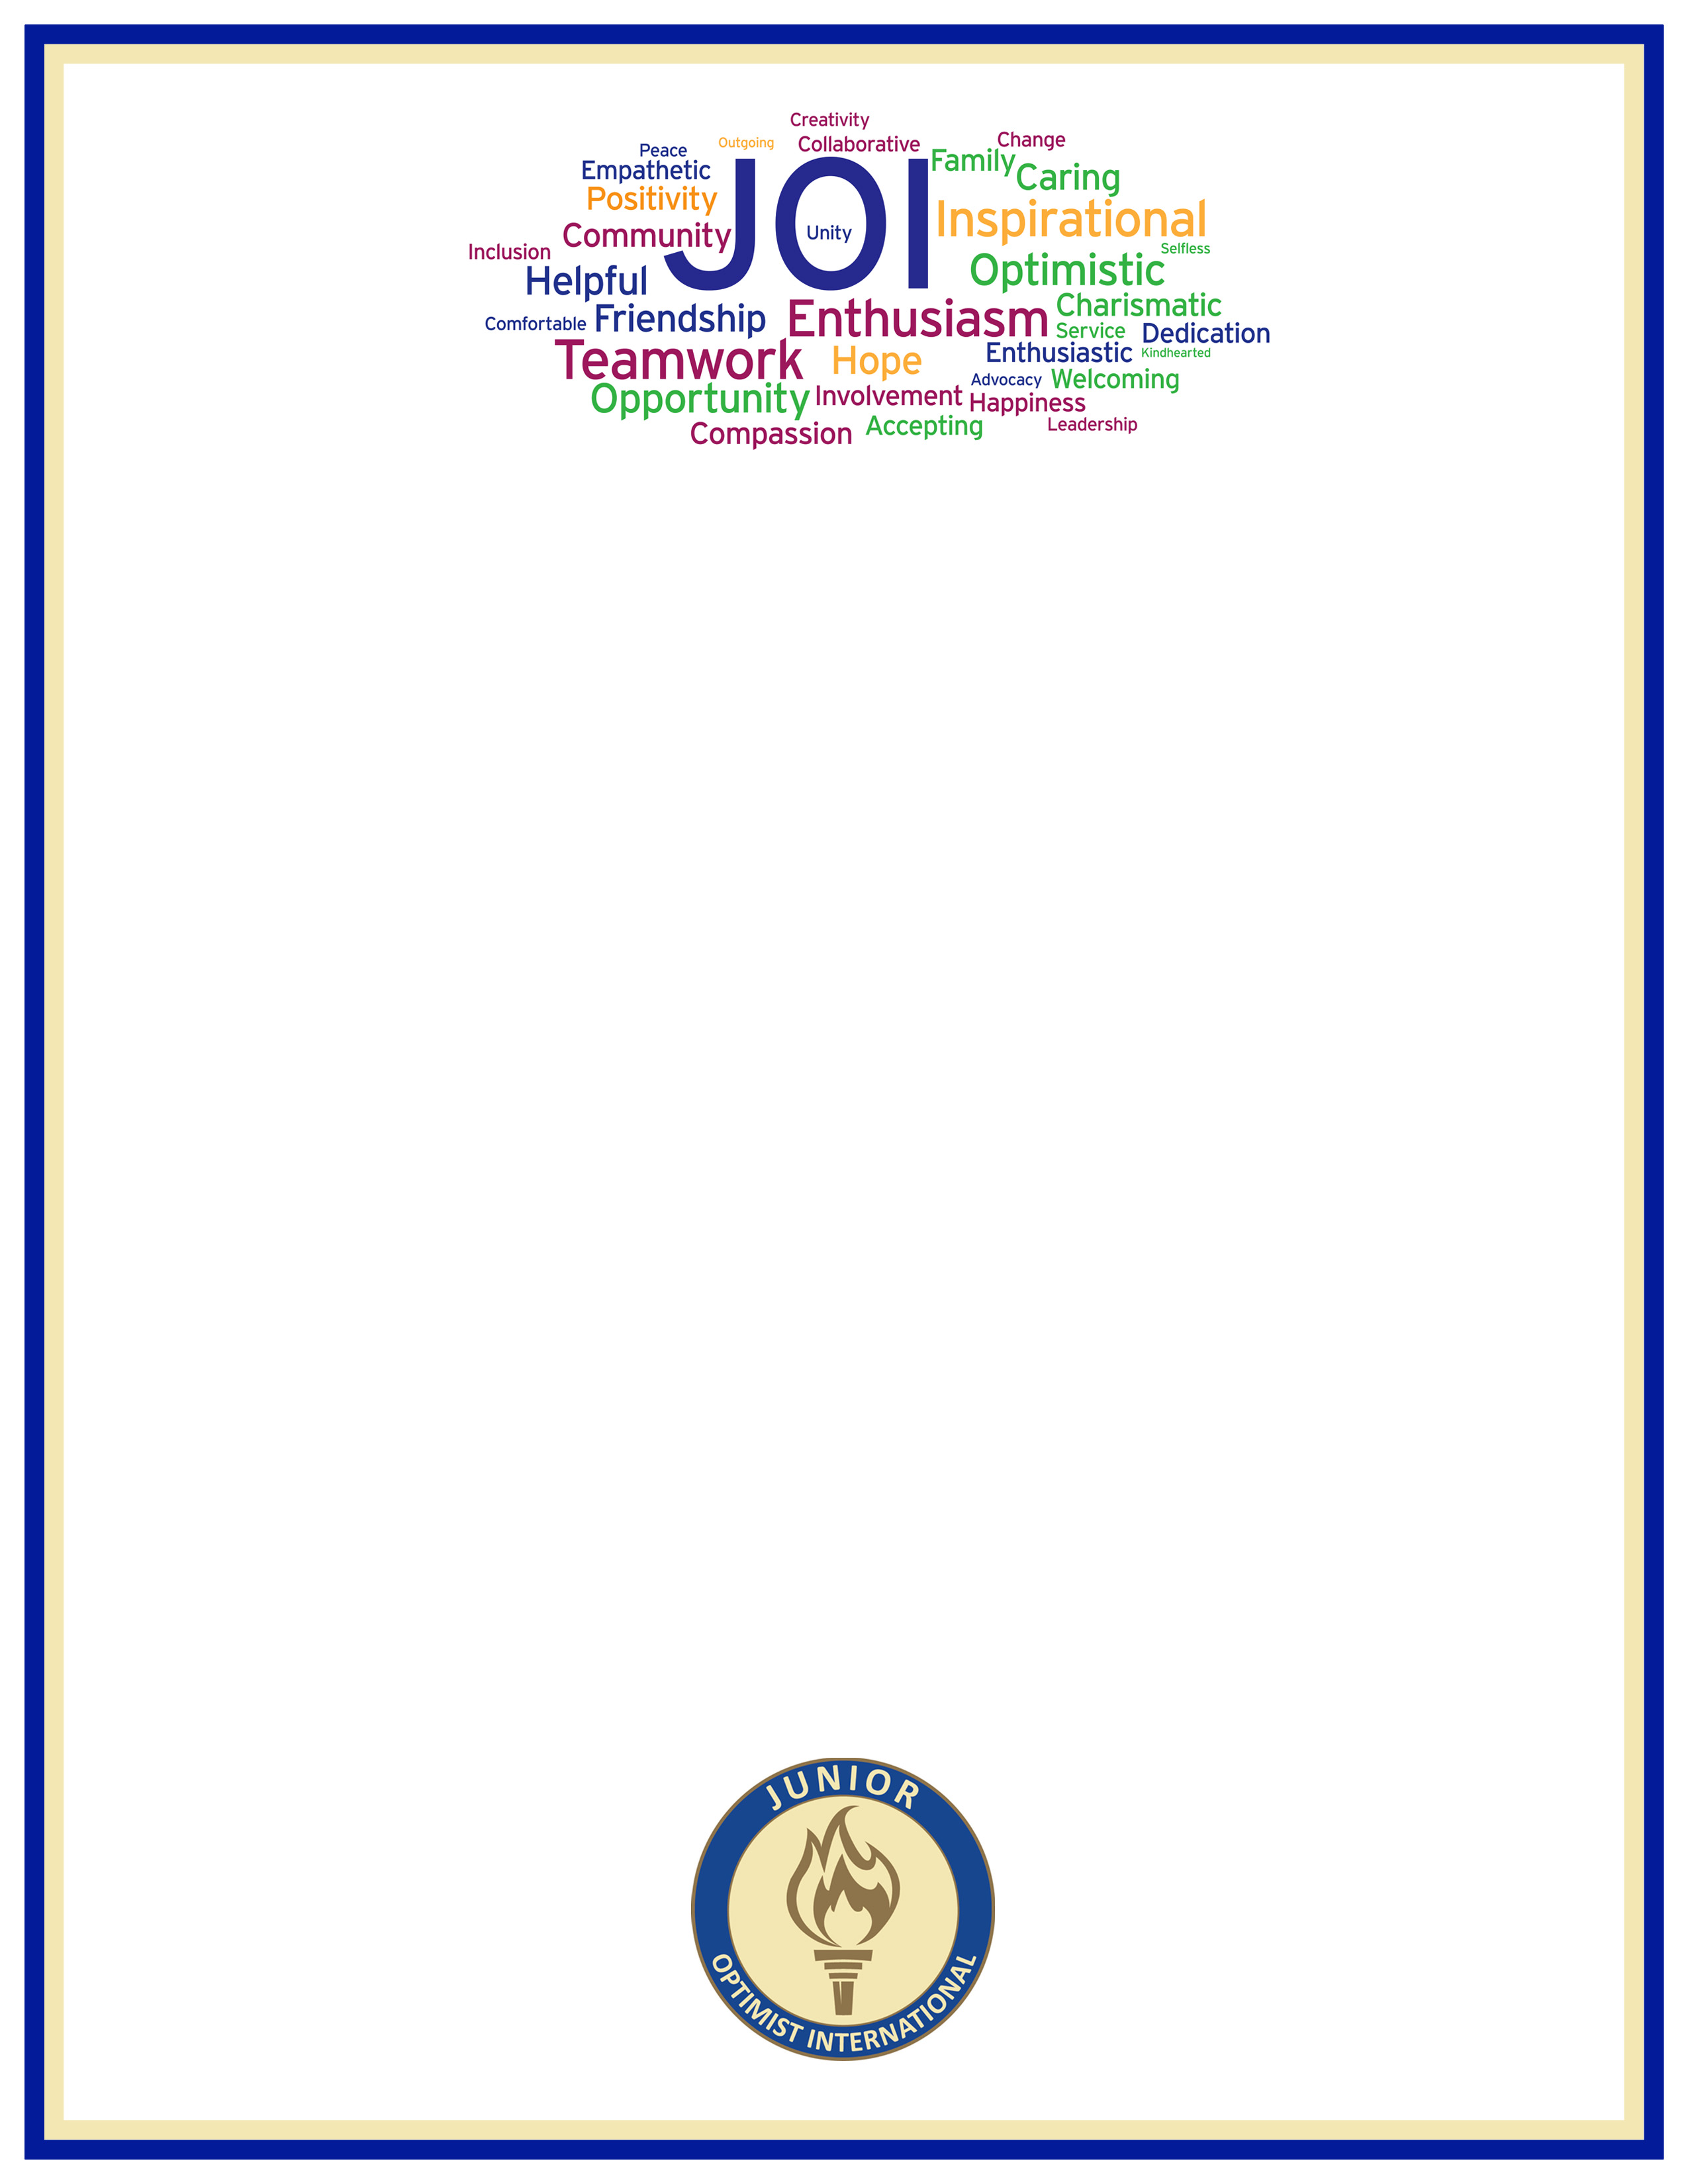 Creativity
Peace Outgoing Collaborative Change
Empathetic Family Caring
Positivity JOI Inspirational
Community Unity
Inclusion Selfless
Helpful Optimistic
Comfortable Friendship Enthusiasm Charismatic
Service Dedication
Teamwork Hope Enthusiastic Kindhearted
Advocacy Welcoming
Opportunity Involvement Happiness
Compassion Accepting Leadership
JUNIOR
OPTIMIST INTERNATIONAL